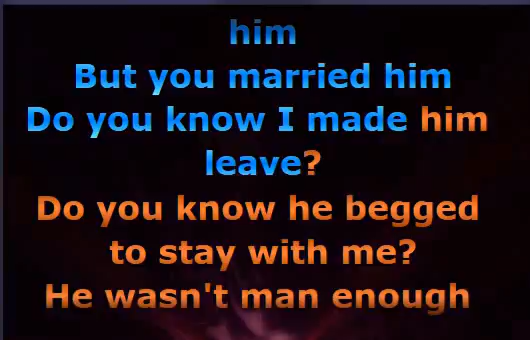 him
But you married him
Do you know I made him
leave?
Do you know he begged
to stay with me?
He wasn't man enough